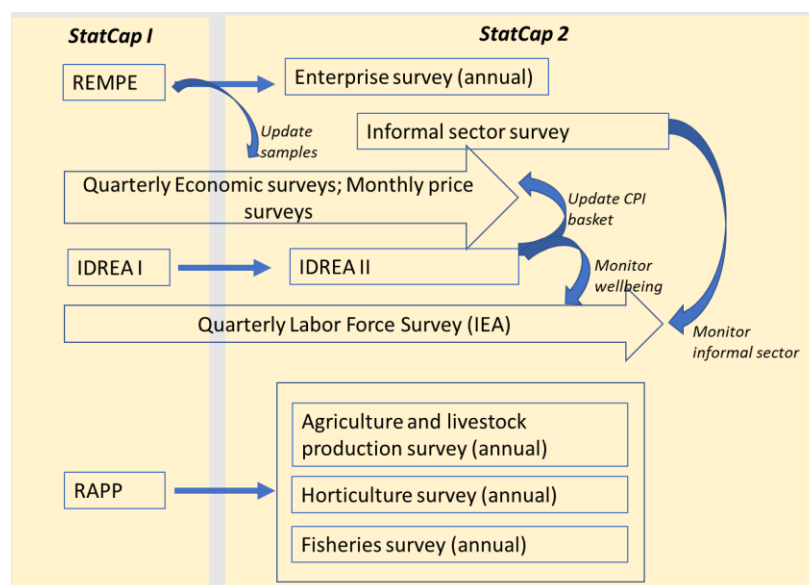 StatCap I
StatCap 2
REMPE
Enterprise survey (annual)
Update
samples
Informal sector survey
Quarterly Economic surveys; Monthly price
surveys
Update CPI
basket
IDREA I
IDREA II
Monitor
wellbeing
Quarterly Labor Force Survey (IEA)
Monitor
informal sector
Agriculture and livestock
production survey (annual)
RAPP
Horticulture survey (annual)
Fisheries survey (annual)